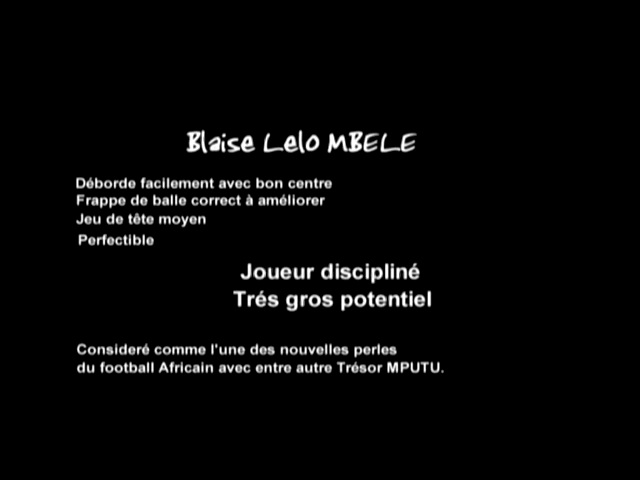 Blaise Lelo MBELE
Déborde facilement avec bon centre
Frappe de balle correct à améliorer
Jeu de tête moyen
Perfectible
Joueur discipliné
Trés gros potentiel
Consideré comme l'une des nouvelles perles
du football Africain avec entre autre Trésor MPUTU.